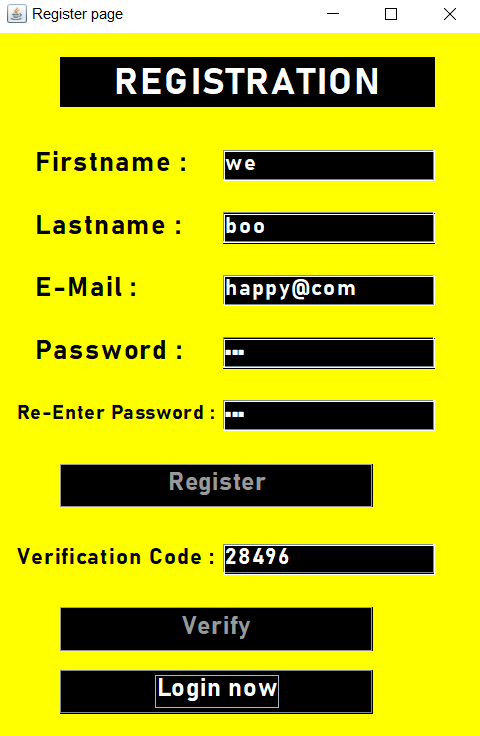 Register page
REGISTRATION
Firstname : we
Lastname : boo
E-Mail : happy@com
Password : ▪▪▪
Re-Enter Password : ▪▪▪
Register
Verification Code : 28496
Verify
Login now